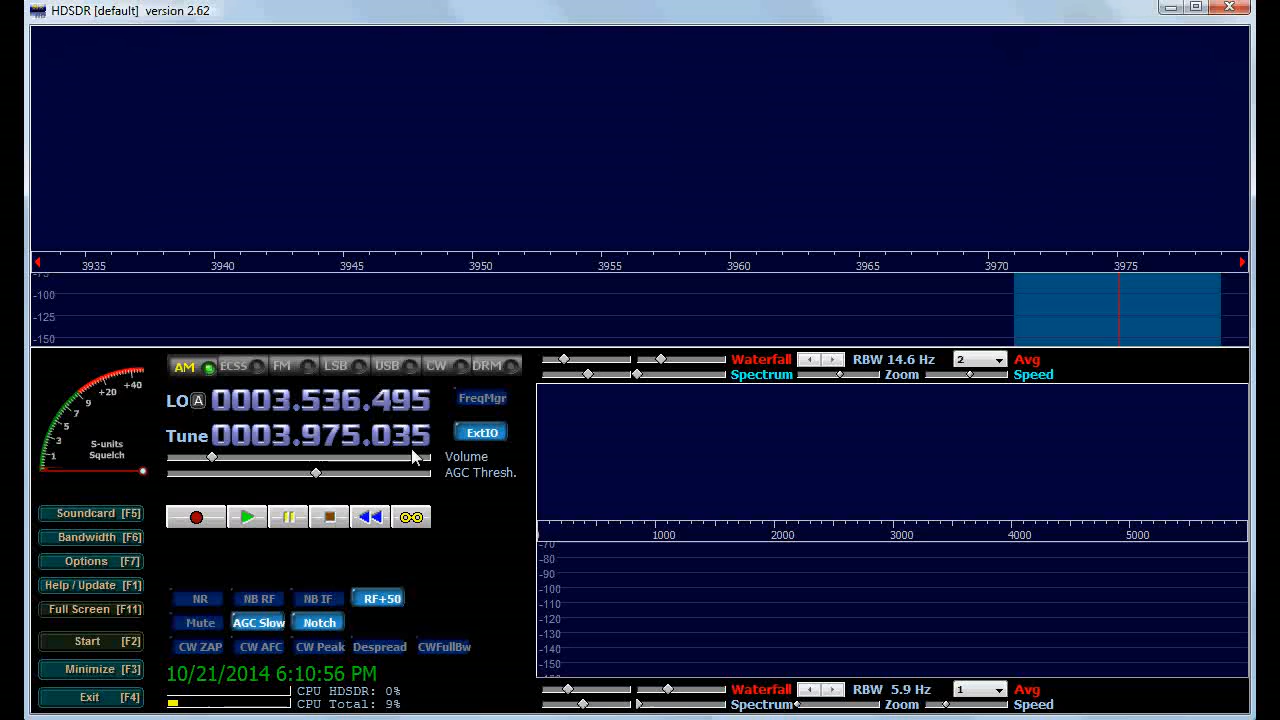 HDSDR [default] version 2.62
3935 3940 3945 3950 3955 3960 3965 3970 3975
-75
-100
-125
-150
AM ECSS FM LSB USB CW DRM
LO A 0003.536.495 FreqMgr
Tune 0003.975.035 ExtIO
Volume
AGC Thresh.
1 3 5 7 9 +20 +40
S-units
Squelch
Waterfall RBW 14.6 Hz 2 Avg
Spectrum Zoom Speed
Soundcard [F5]
Bandwidth [F6]
Options [F7]
Help / Update [F1]
Full Screen [F11]
Start [F2]
Minimize [F3]
Exit [F4]
NR NB RF NB IF RF+50
Mute AGC Slow Notch
CW ZAP CW AFC CW Peak Despread CWFullBw
10/21/2014 6:10:56 PM
CPU HDSDR: 0%
CPU Total: 9%
0 1000 2000 3000 4000 5000
-70
-80
-90
-100
-110
-120
-130
-140
-150
Waterfall RBW 5.9 Hz 1 Avg
Spectrum Zoom Speed